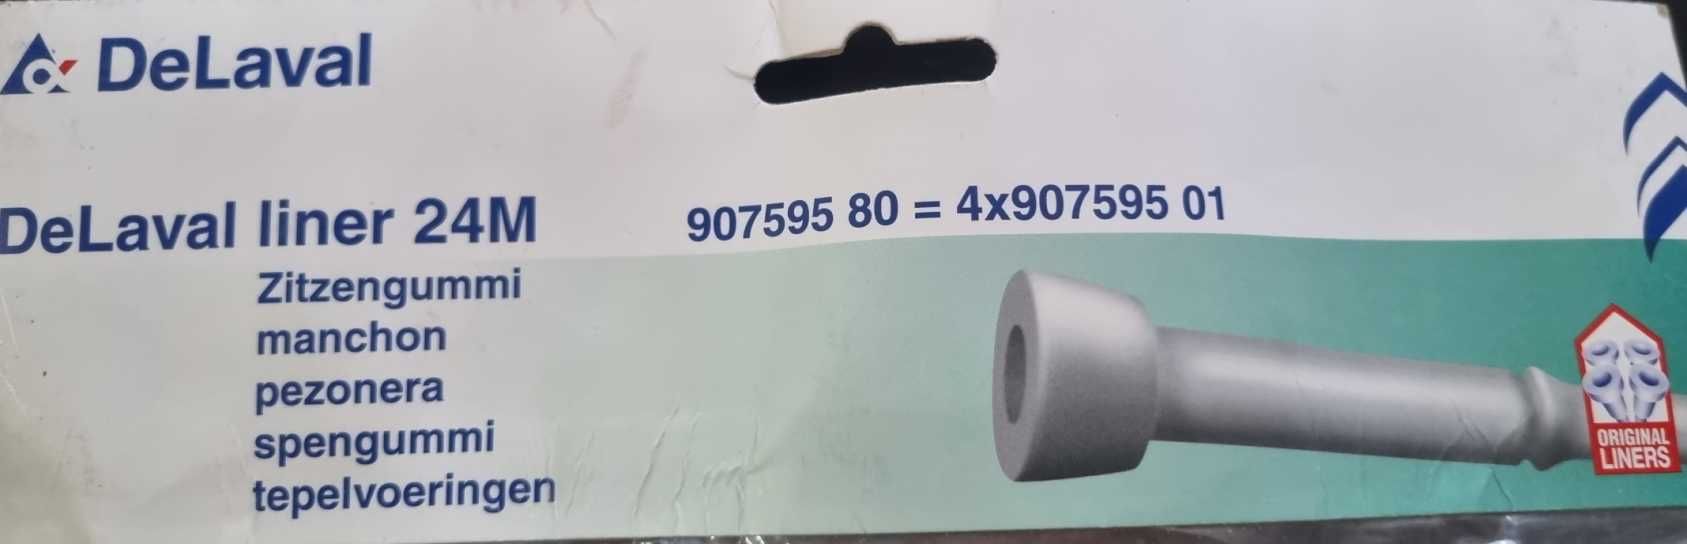 DeLaval
DeLaval liner 24M
907595 80 = 4x907595 01
Zitzengummi
manchon
pezonera
spengummi
tepelvoeringen
ORIGINAL
LINERS